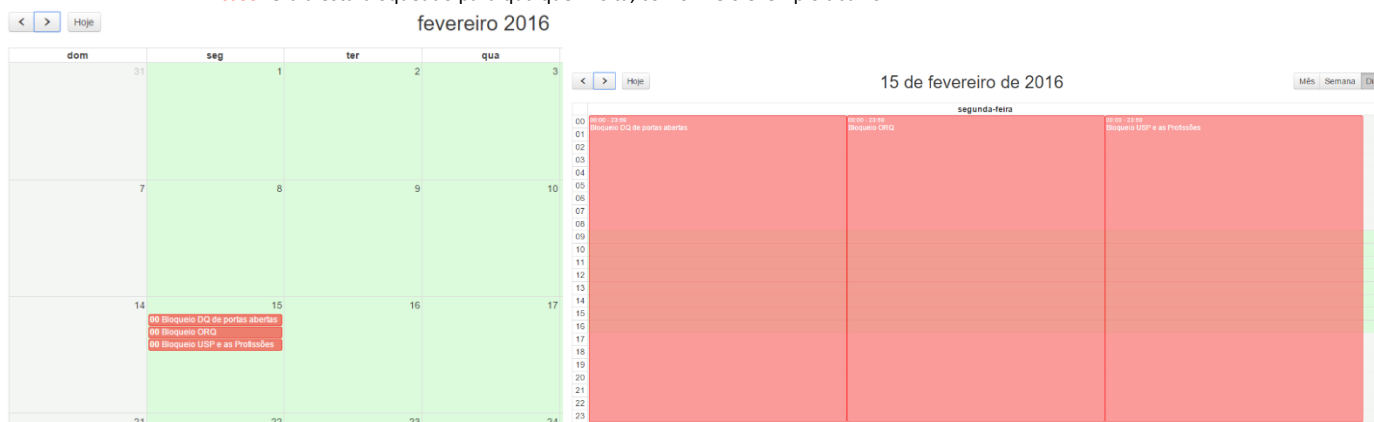 Hoje
fevereiro 2016
dom seg ter qua
31 1 2 3
7 8 9 10
14 15 16 17
00 Bloqueio DQ de portas abertas
00 Bloqueio ORQ
00 Bloqueio USP e as Profissões
21 22 23 24
Hoje
15 de fevereiro de 2016
Mês Semana
segunda-feira
00:00 - 23:59 00:00 - 23:59 00:00 - 23:59
Bloqueio DQ de portas abertas Bloqueio ORQ Bloqueio USP e as Profissões
00
01
02
03
04
05
06
07
08
09
10
11
12
13
14
15
16
17
18
19
20
21
22
23